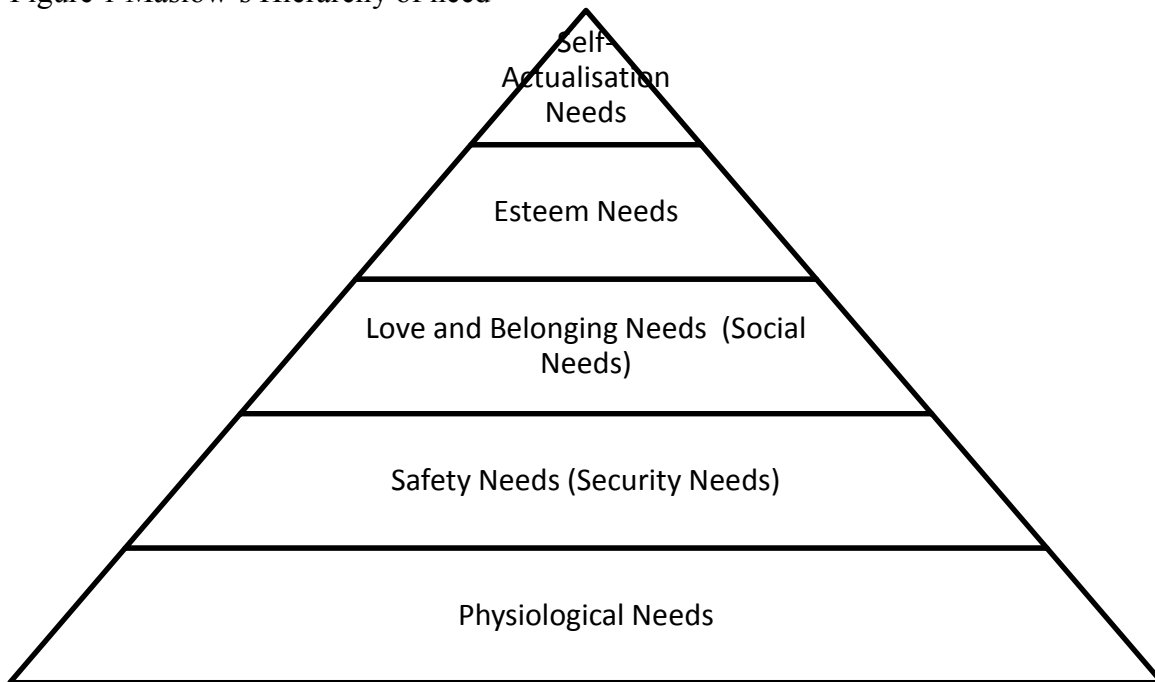 Figure 1 Maslow's Hierarchy of need
Self-
Actualisation
Needs
Esteem Needs
Love and Belonging Needs (Social
Needs)
Safety Needs (Security Needs)
Physiological Needs